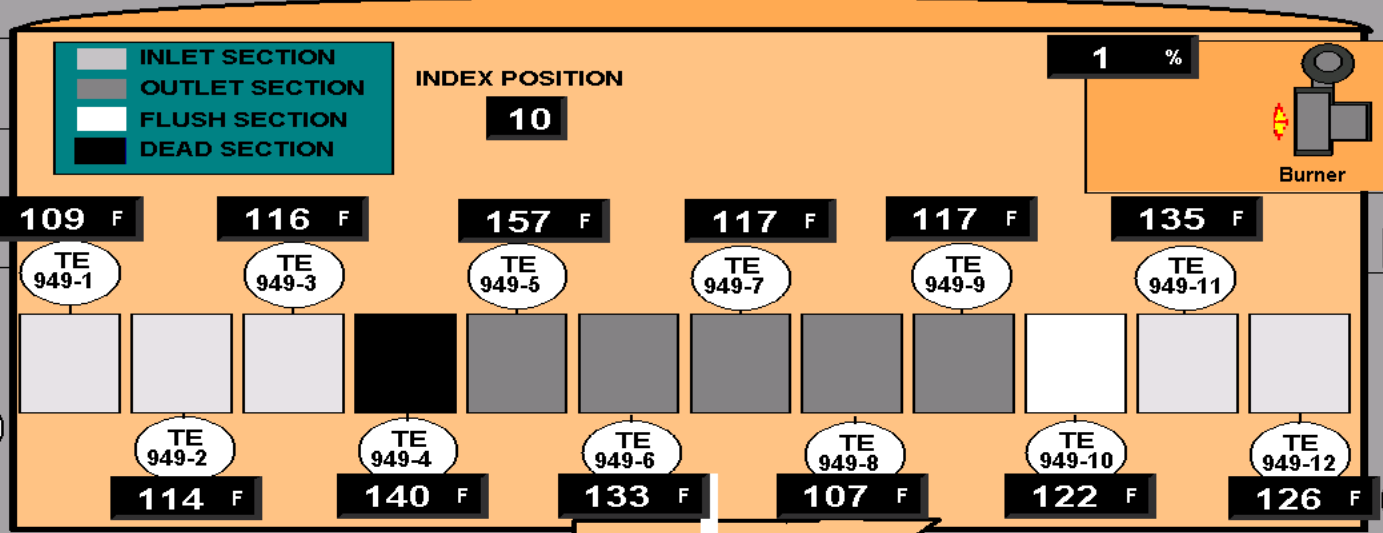 INLET SECTION
OUTLET SECTION
FLUSH SECTION
DEAD SECTION
INDEX POSITION
10
1 %
Burner
109 F
116 F
157 F
117 F
117 F
135 F
TE
949-1
TE
949-3
TE
949-5
TE
949-7
TE
949-9
TE
949-11
TE
949-2
TE
949-4
TE
949-6
TE
949-8
TE
949-10
TE
949-12
114 F
140 F
133 F
107 F
122 F
126 F